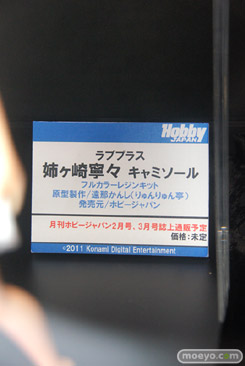 Hobby
JAPAN
ラブプラス
姉ヶ崎寧々 キャミソール
フルカラーレジンキット
原型製作/遠那かんし(りゅんりゅん亭)
発売元/ホビージャパン
月刊ホビージャパン2月号、3月号誌上通販予定
価格:未定
©2011 Konami Digital Entertainment
moeyo.com